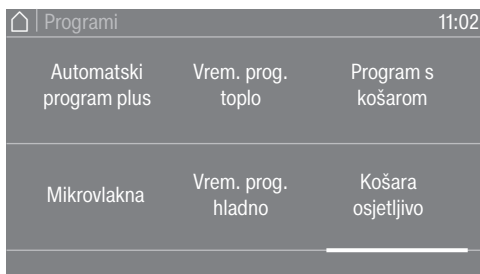 Programi 11:02
Automatski program plus
Vrem. prog. toplo
Program s košarom
Mikrovlakna
Vrem. prog. hladno
Košara osjetljivo